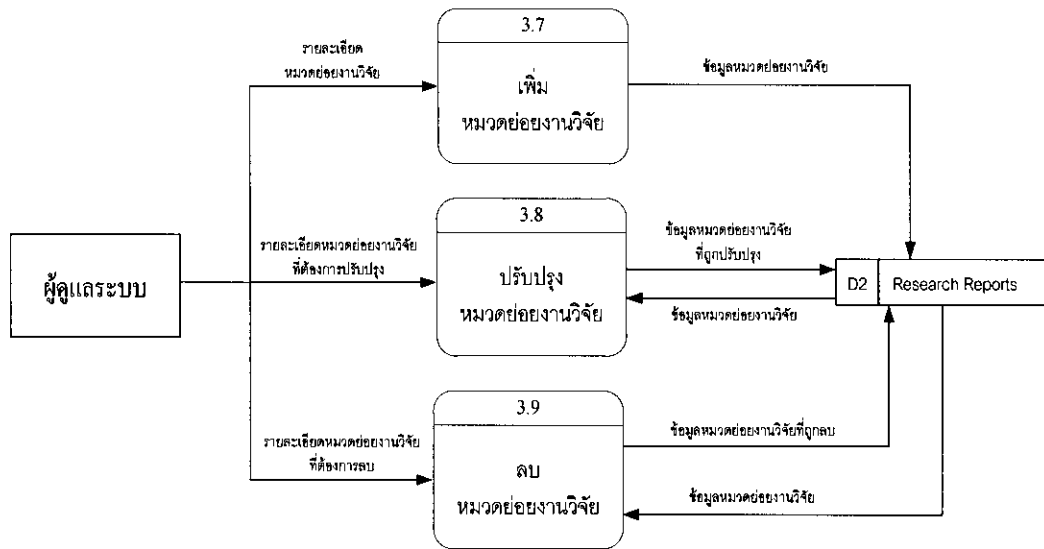 3.7
รายละเอียด
หมวดย่อยงานวิจัย
เพิ่ม
หมวดย่อยงานวิจัย
ข้อมูลหมวดย่อยงานวิจัย
3.8
รายละเอียดหมวดย่อยงานวิจัย
ที่ต้องการปรับปรุง
ข้อมูลหมวดย่อยงานวิจัย
ที่ถูกปรับปรุง
ผู้ดูแลระบบ
ปรับปรุง
หมวดย่อยงานวิจัย
D2 Research Reports
ข้อมูลหมวดย่อยงานวิจัย
3.9
รายละเอียดหมวดย่อยงานวิจัย
ที่ต้องการลบ
ข้อมูลหมวดย่อยงานวิจัยที่ถูกลบ
ลบ
หมวดย่อยงานวิจัย
ข้อมูลหมวดย่อยงานวิจัย